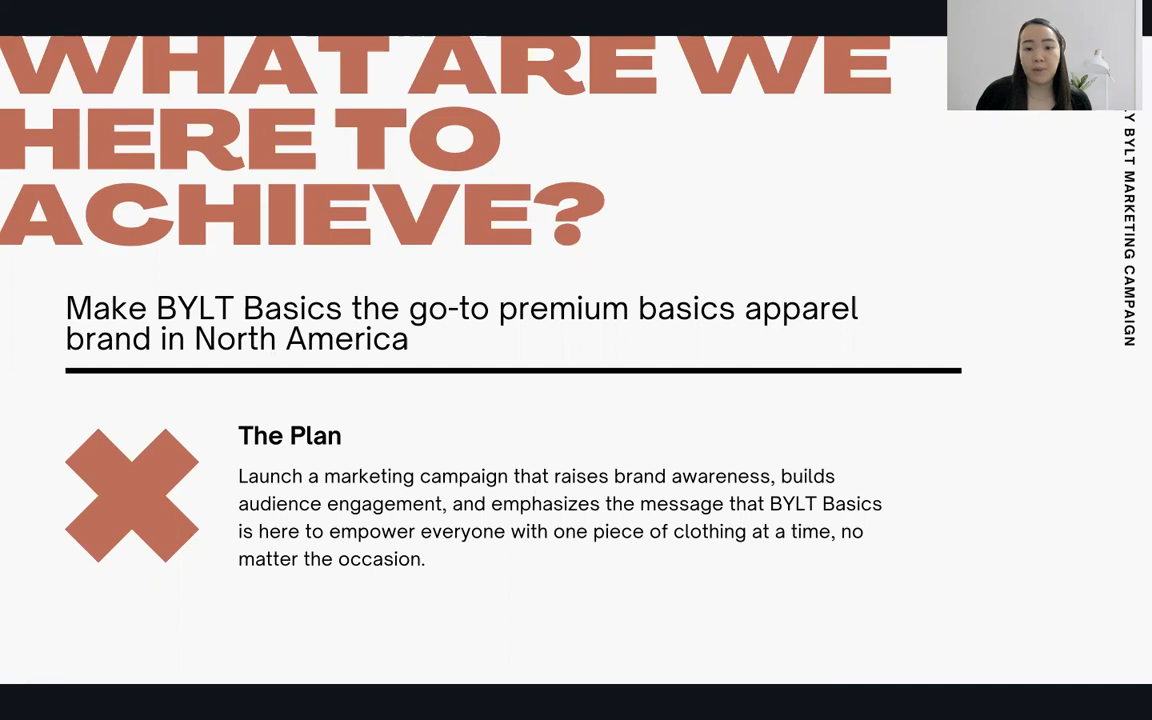 WHAT ARE WE
HERE TO
ACHIEVE?
Make BYLT Basics the go-to premium basics apparel
brand in North America
The Plan
Launch a marketing campaign that raises brand awareness, builds
audience engagement, and emphasizes the message that BYLT Basics
is here to empower everyone with one piece of clothing at a time, no
matter the occasion.
BYLT MARKETING CAMPAIGN